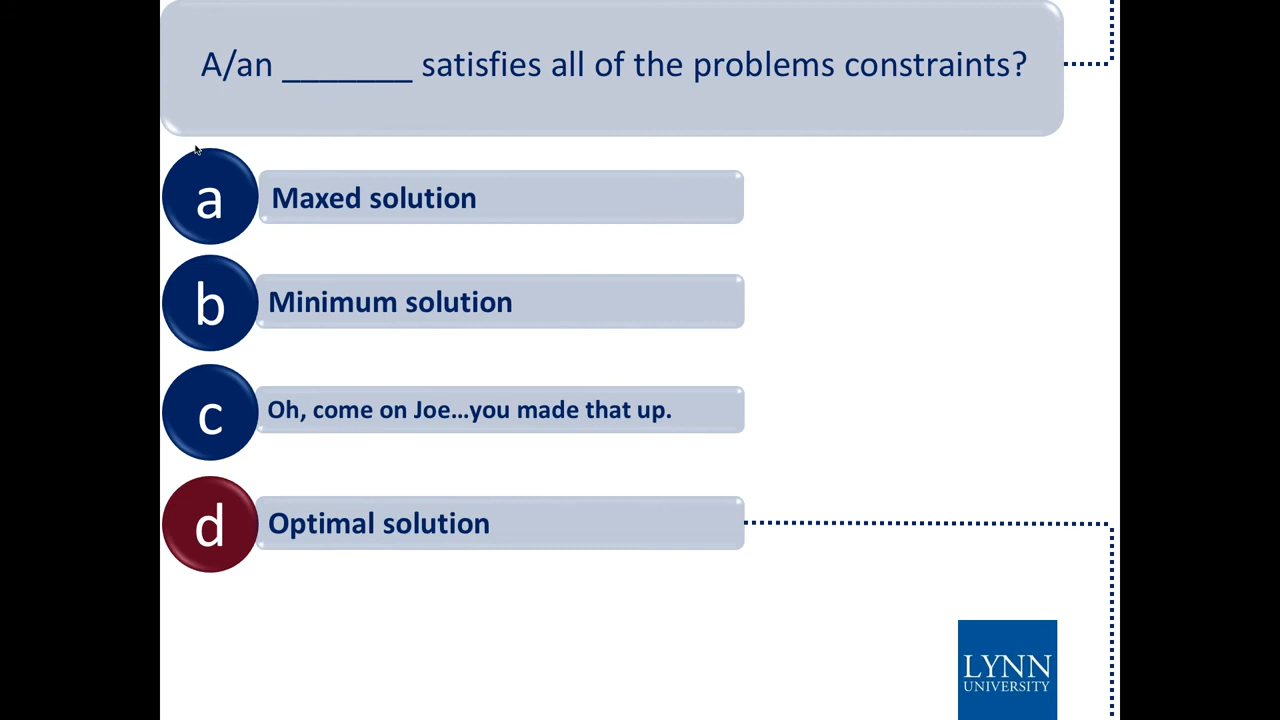 A/an ________ satisfies all of the problems constraints?
a
Maxed solution
b
Minimum solution
c
Oh, come on Joe…you made that up.
d
Optimal solution
LYNN
UNIVERSITY